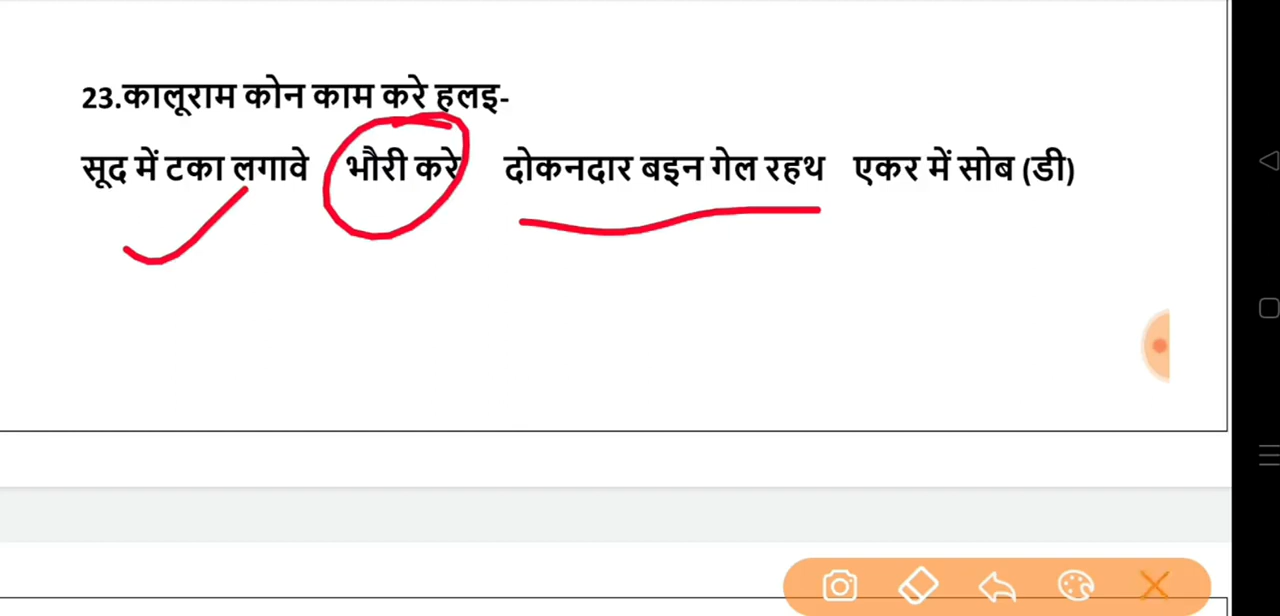 23.कालूराम कोन काम करे हलइ-
सूद में टका लगावे भौरी करे दोकनदार बइन गेल रहथ एकर में सोब (डी)